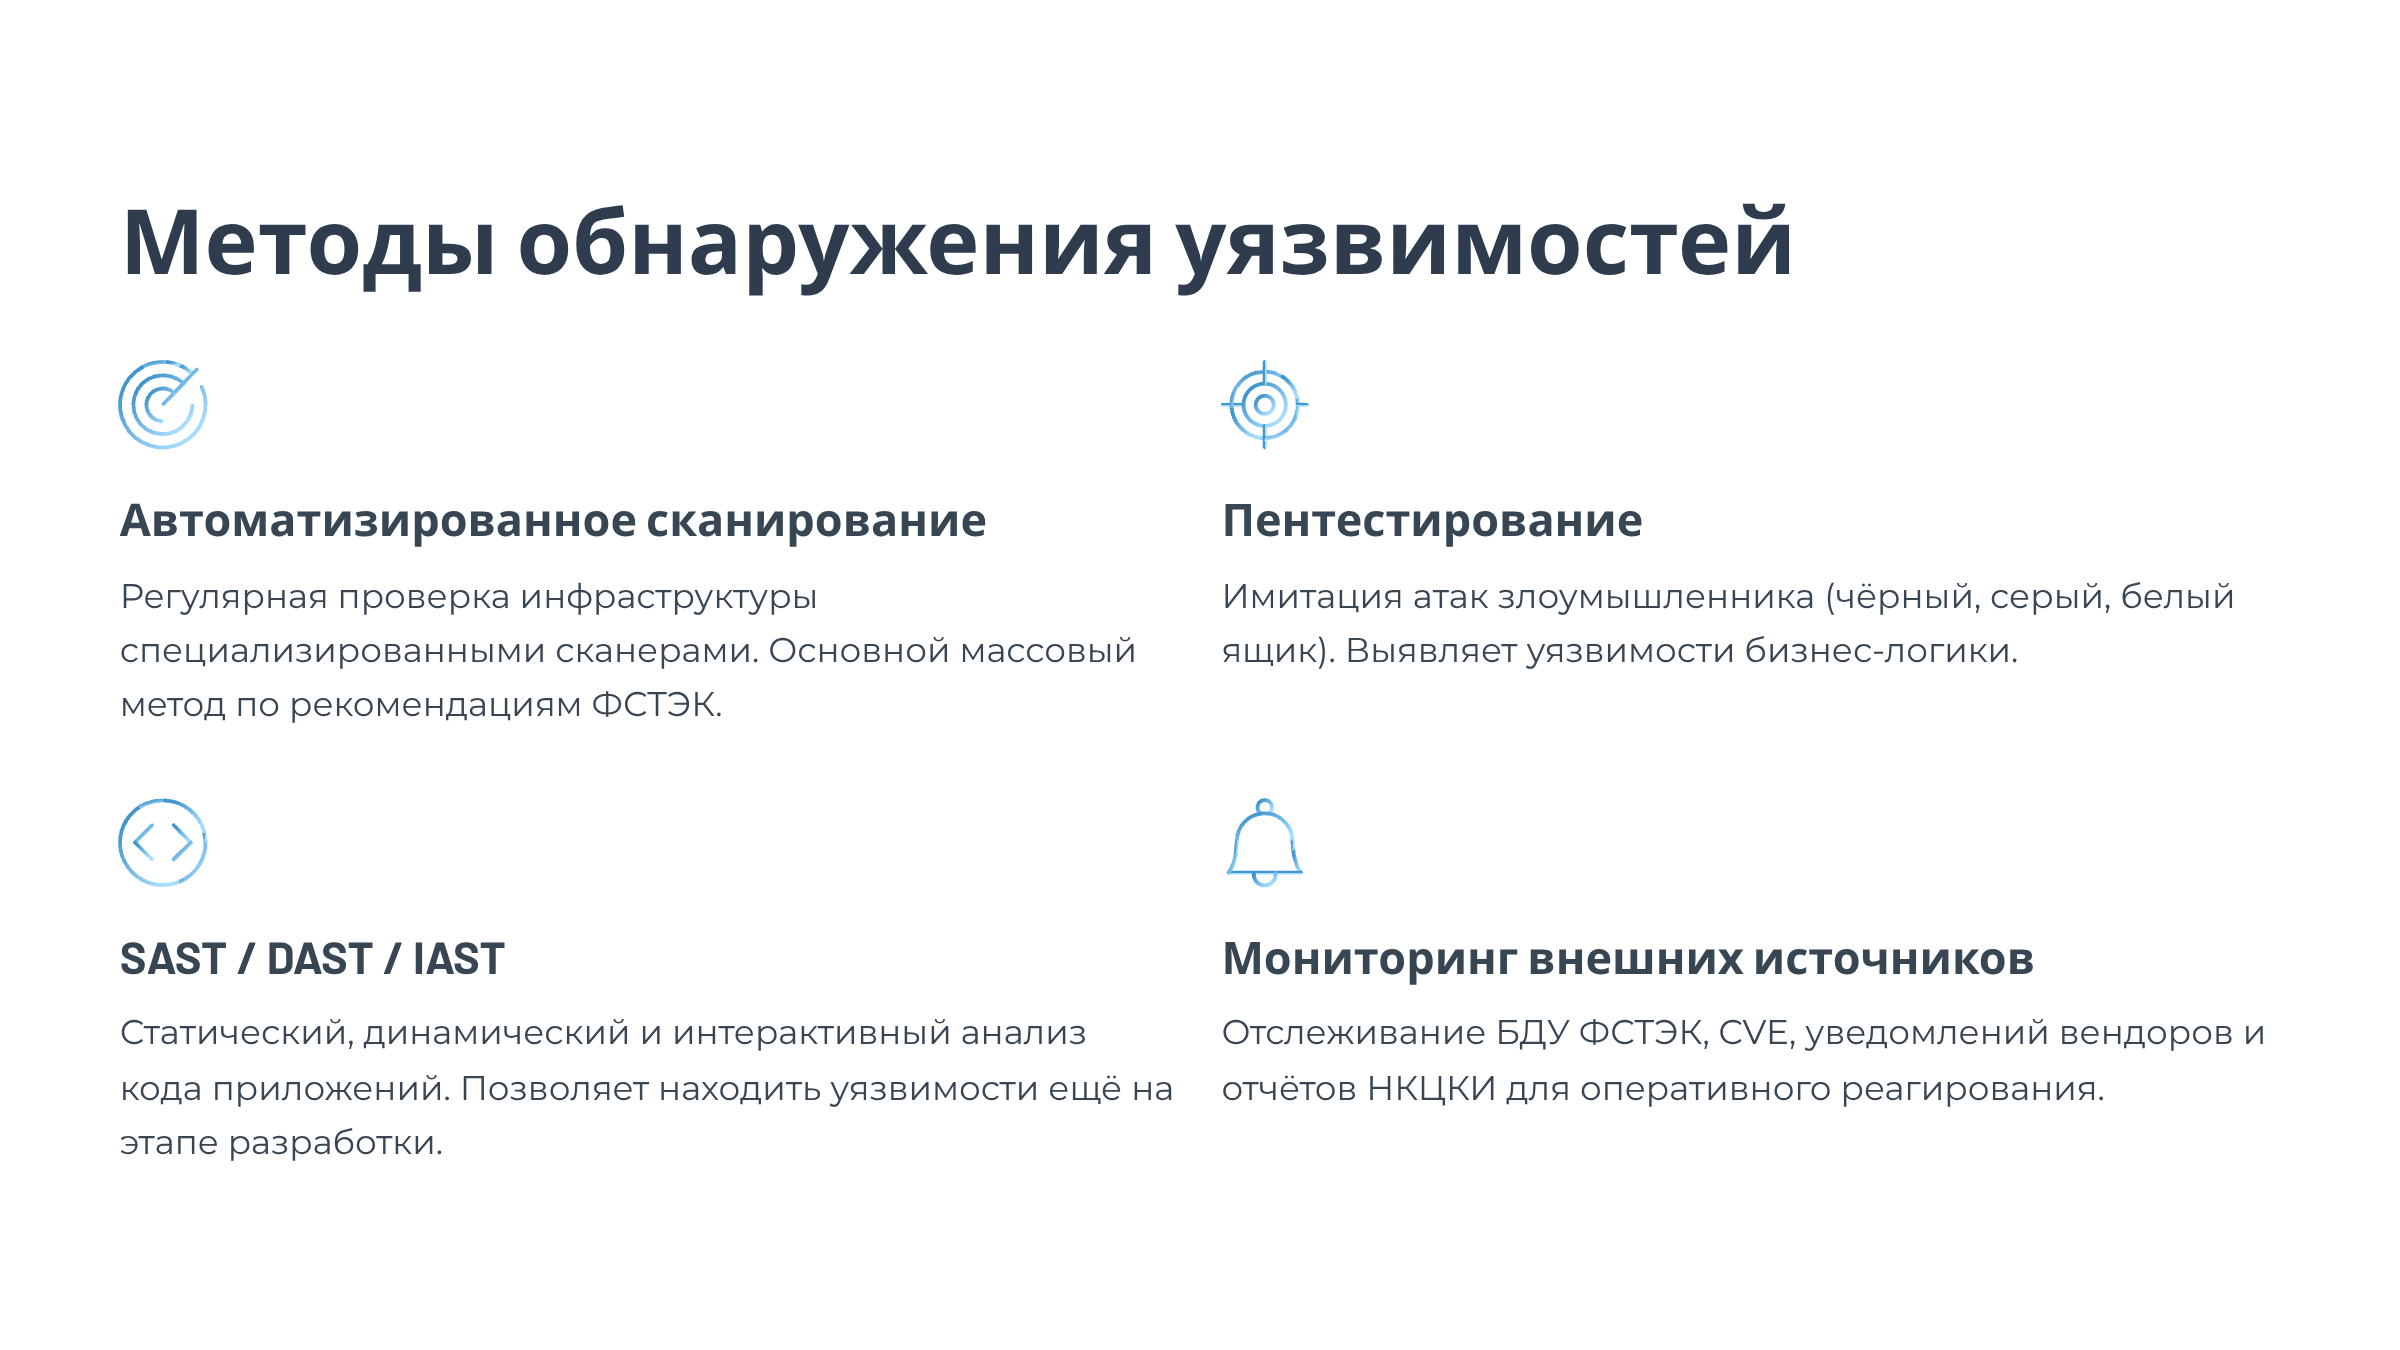 Методы обнаружения уязвимостей
Автоматизированное сканирование
Регулярная проверка инфраструктуры
специализированными сканерами. Основной массовый
метод по рекомендациям ФСТЭК.
Пентестирование
Имитация атак злоумышленника (чёрный, серый, белый
ящик). Выявляет уязвимости бизнес-логики.
SAST / DAST / IAST
Статический, динамический и интерактивный анализ
кода приложений. Позволяет находить уязвимости ещё на
этапе разработки.
Мониторинг внешних источников
Отслеживание БДУ ФСТЭК, CVE, уведомлений вендоров и
отчётов НКЦКИ для оперативного реагирования.